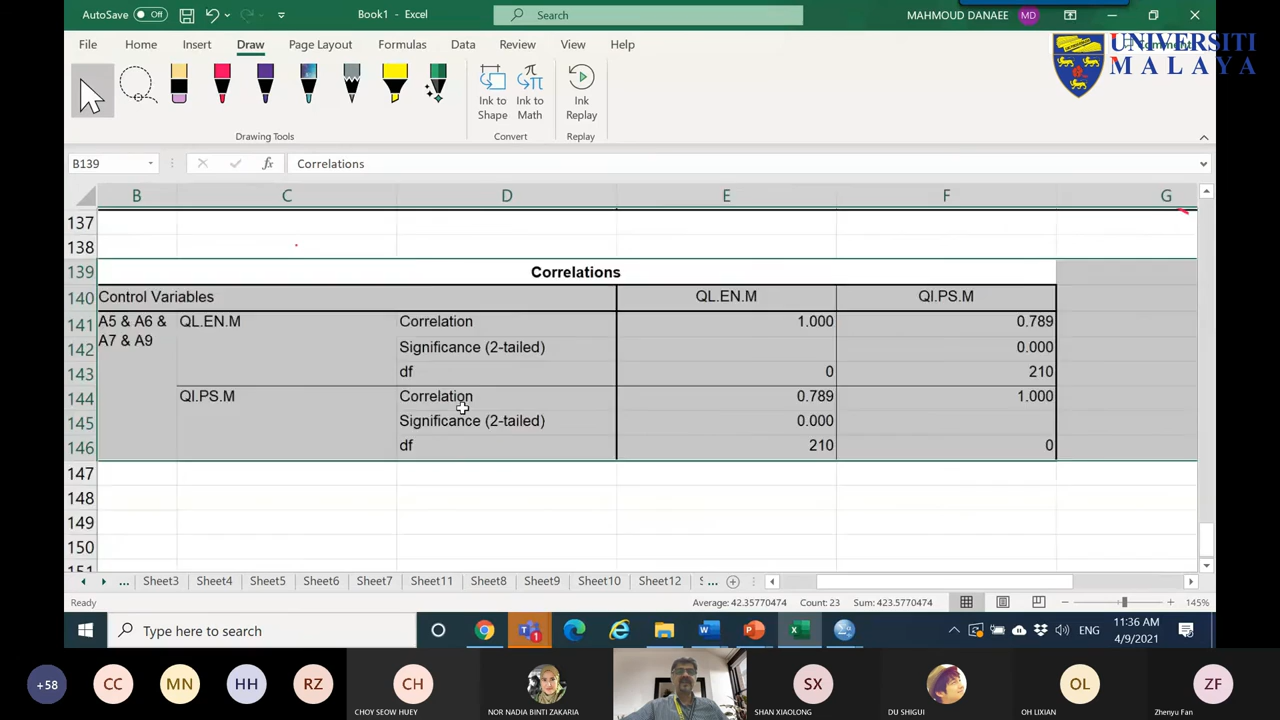 AutoSave Off
Book1 - Excel
Search
MAHMOUD DANAEE MD
File Home Insert Draw Page Layout Formulas Data Review View Help
UNIVERSITI
MALAYA
Ink to Shape
Ink to Math
Ink Replay
Drawing Tools
Convert
Replay
B139 fx Correlations
B C D E F G
137
138
139 Correlations
140 Control Variables QL.EN.M Ql.PS.M
141 A5 & A6 & QL.EN.M Correlation 1.000 0.789
A7 & A9
142 Significance (2-tailed) 0.000
143 df 0 210
144 Ql.PS.M Correlation 0.789 1.000
145 Significance (2-tailed) 0.000
146 df 210 0
147
148
149
150
151
... Sheet3 Sheet4 Sheet5 Sheet6 Sheet7 Sheet11 Sheet8 Sheet9 Sheet10 Sheet12 ...
Ready Average: 42.35770474 Count: 23 Sum: 423.5770474 145%
Type here to search
ENG
11:36 AM
4/9/2021
+58 CC MN HH RZ CH SX OL ZF
CHOY SEOW HUEY
NOR NADIA BINTI ZAKARIA
SHAN XIAOLONG
DU SHIGUI
OH LIXIAN
Zhenyu Fan